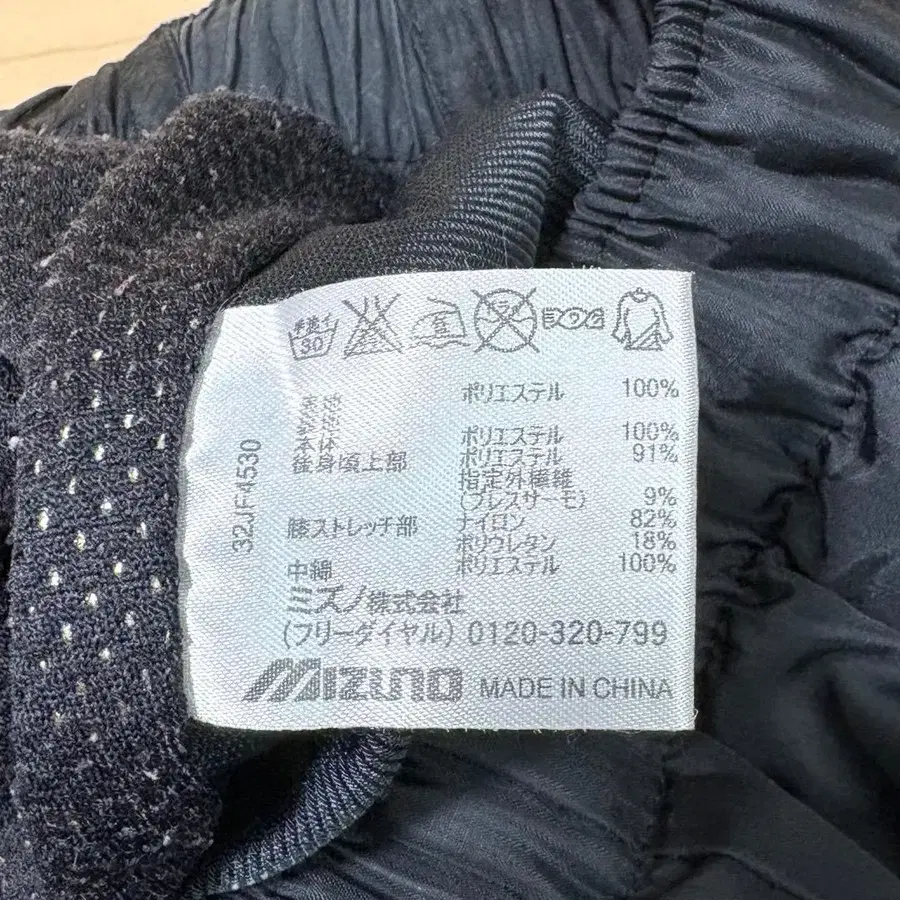 手洗イ
30
表地 ポリエステル 100%
裏地
本体 ポリエステル 100%
後身頃上部 ポリエステル 91%
指定外繊維
(ブレスサーモ) 9%
膝ストレッチ部 ナイロン 82%
ポリウレタン 18%
中綿 ポリエステル 100%
ミズノ株式会社
(フリーダイヤル) 0120-320-799
MIZUNO MADE IN CHINA
32JF4530